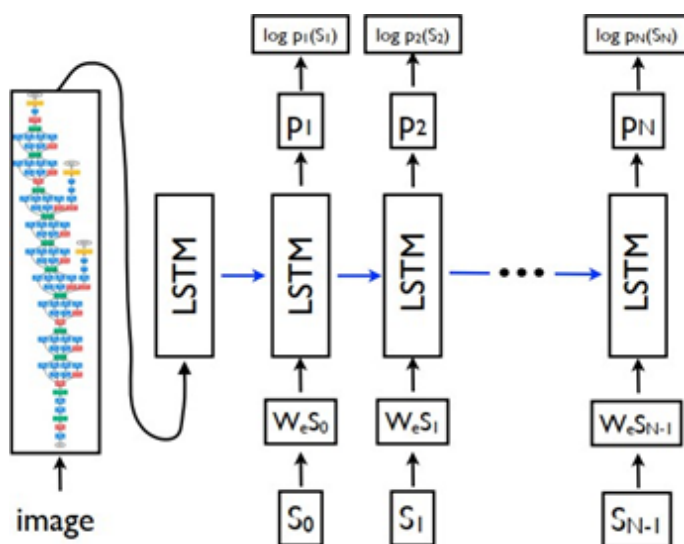 log p₁(S₁)
log p₂(S₂)
log pN(SN)
p₁
p₂
pN
LSTM
LSTM
LSTM
LSTM
WₑS₀
WₑS₁
WₑSN-1
image
S₀
S₁
SN-1